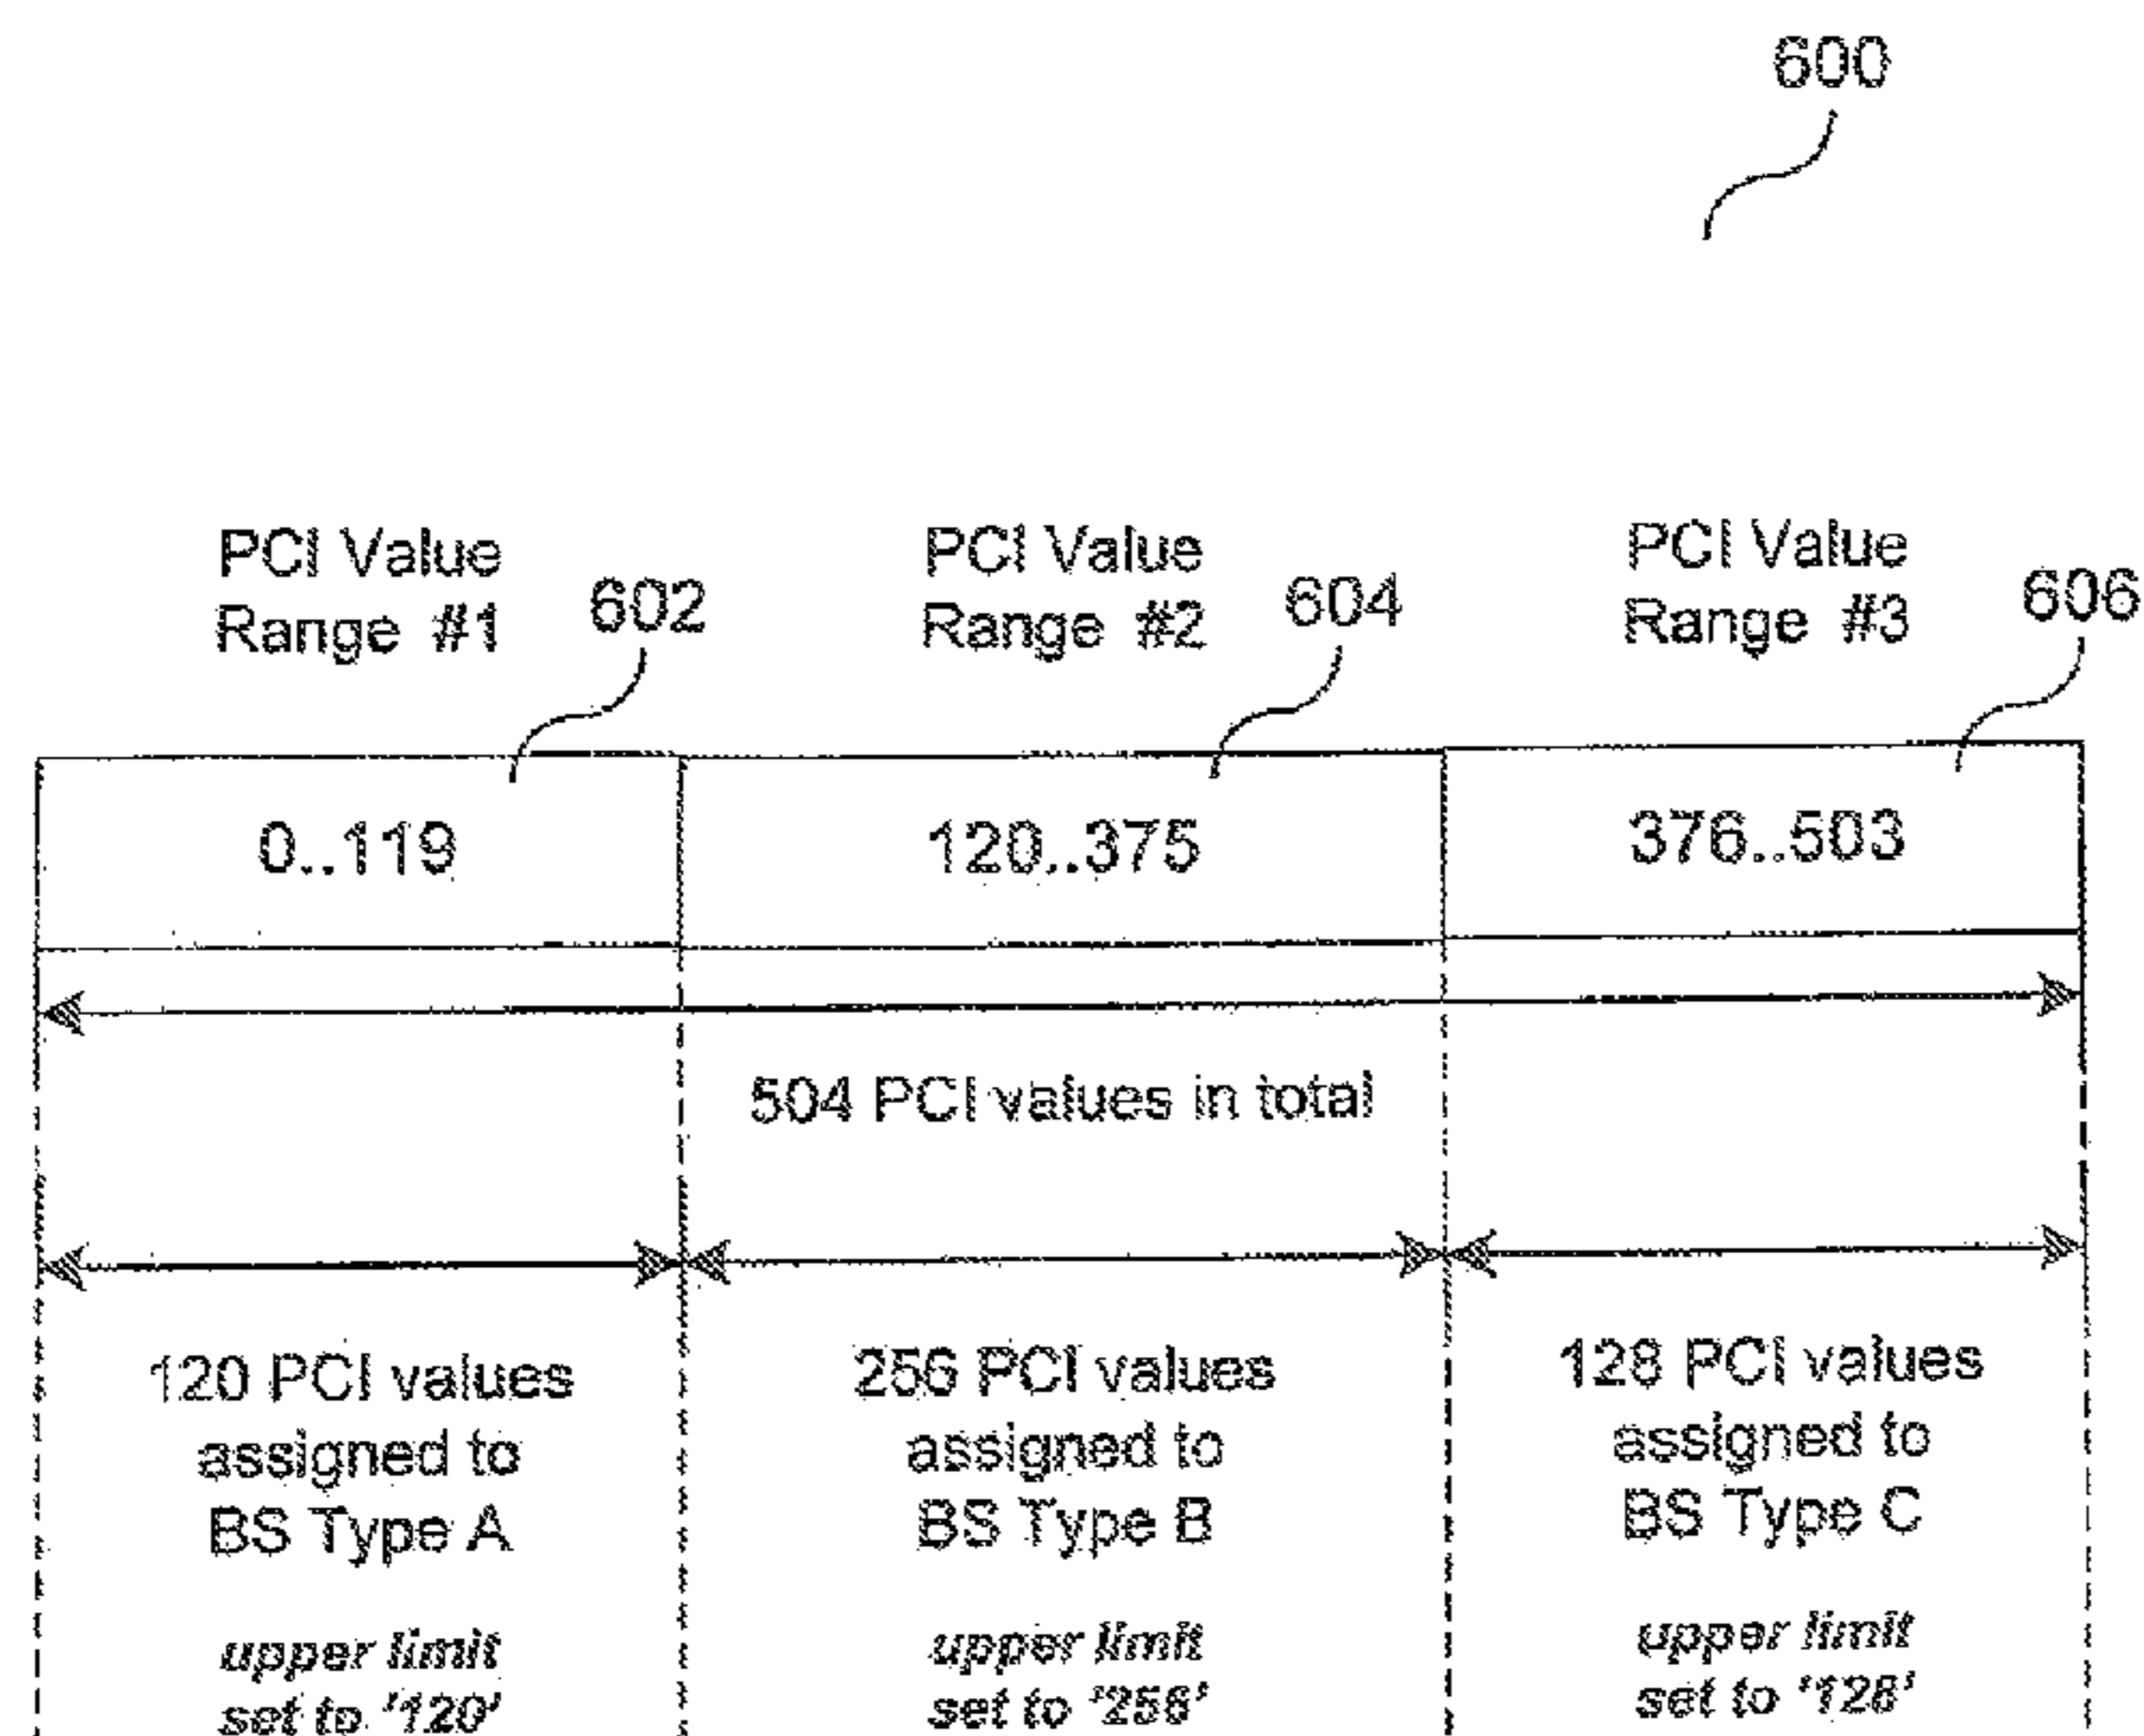 600
PCI Value
Range #1
602
PCI Value
Range #2
604
PCI Value
Range #3
606
0..119
120..375
376..503
504 PCI values in total
120 PCI values
assigned to
BS Type A
256 PCI values
assigned to
BS Type B
128 PCI values
assigned to
BS Type C
upper limit
set to '120'
upper limit
set to '256'
upper limit
set to '128'